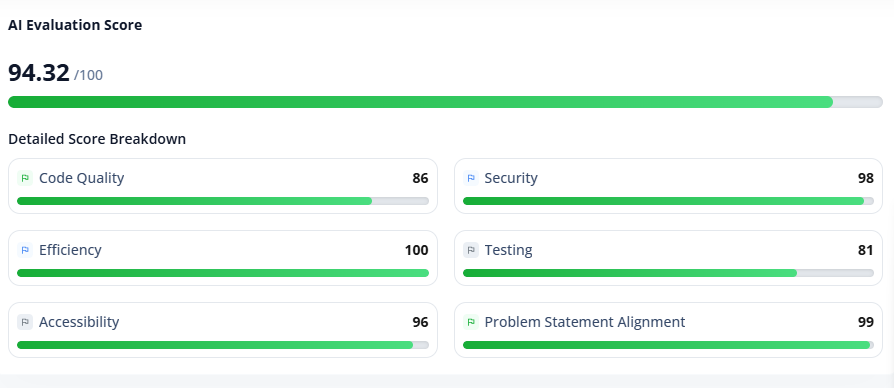 AI Evaluation Score
94.32 /100
Detailed Score Breakdown
Code Quality 86
Security 98
Efficiency 100
Testing 81
Accessibility 96
Problem Statement Alignment 99